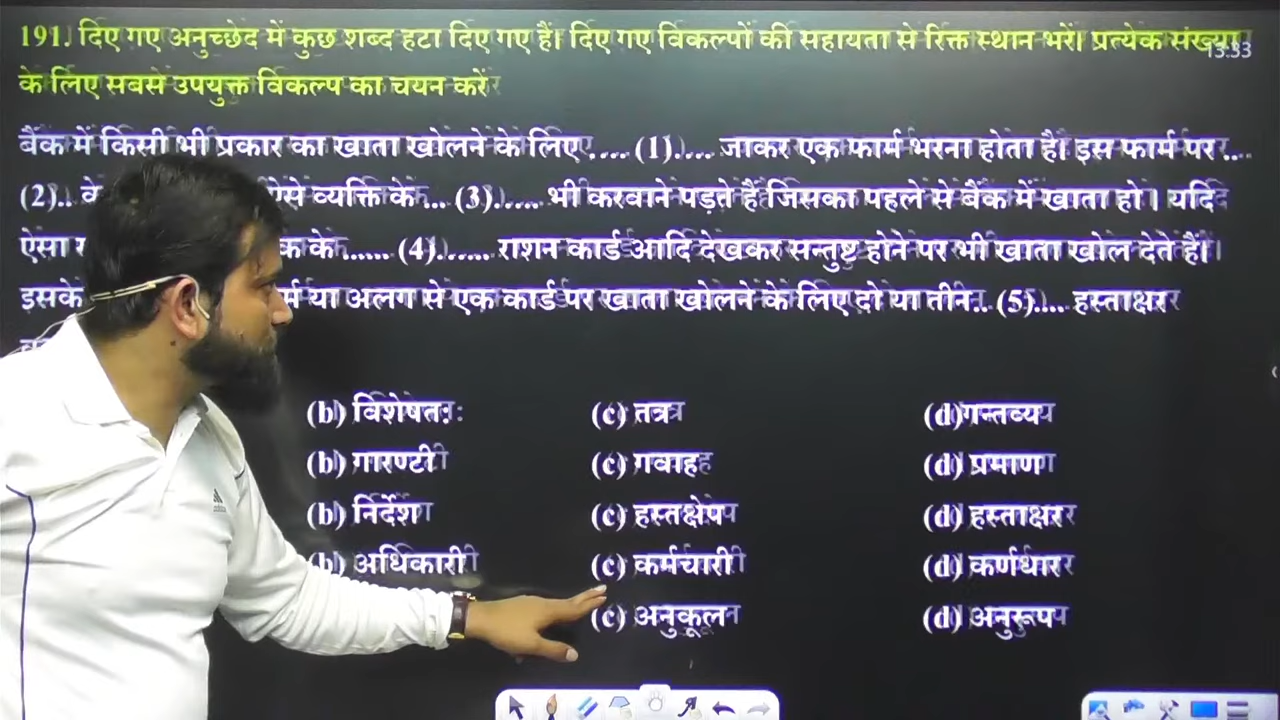 191. दिए गए अनुच्छेद में कुछ शब्द हटा दिए गए हैं। दिए गए विकल्पों की सहायता से रिक्त स्थान भरें। प्रत्येक संख्या
13:33
के लिए सबसे उपयुक्त विकल्प का चयन करें
बैंक में किसी भी प्रकार का खाता खोलने के लिए..... (1)..... जाकर एक फार्म भरना होता है। इस फार्म पर ...
(2).. ऐसे व्यक्ति के ... (3)...... भी करवाने पड़ते हैं जिसका पहले से बैंक में खाता हो। यदि
ऐसा के...... (4)....... राशन कार्ड आदि देखकर सन्तुष्ट होने पर भी खाता खोल देते हैं।
इसके या अलग से एक कार्ड पर खाता खोलने के लिए दो या तीन.. (5).... हस्ताक्षर
(b) विशेषतः (c) तत्र (d) गन्तव्य
(b) गारण्टी (c) गवाह (d) प्रमाण
(b) निर्देश (c) हस्तक्षेप (d) हस्ताक्षर
(b) अधिकारी (c) कर्मचारी (d) कर्णधार
(c) अनुकूल (d) अनुरूप